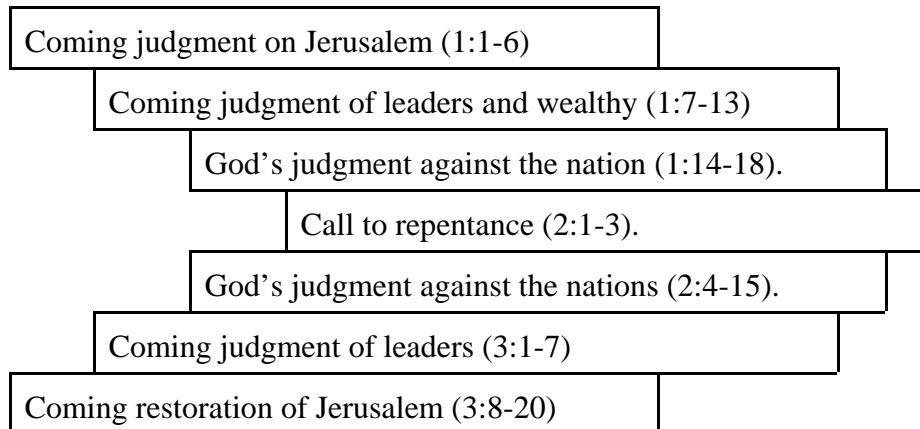 Coming judgment on Jerusalem (1:1-6)
Coming judgment of leaders and wealthy (1:7-13)
God’s judgment against the nation (1:14-18).
Call to repentance (2:1-3).
God’s judgment against the nations (2:4-15).
Coming judgment of leaders (3:1-7)
Coming restoration of Jerusalem (3:8-20)